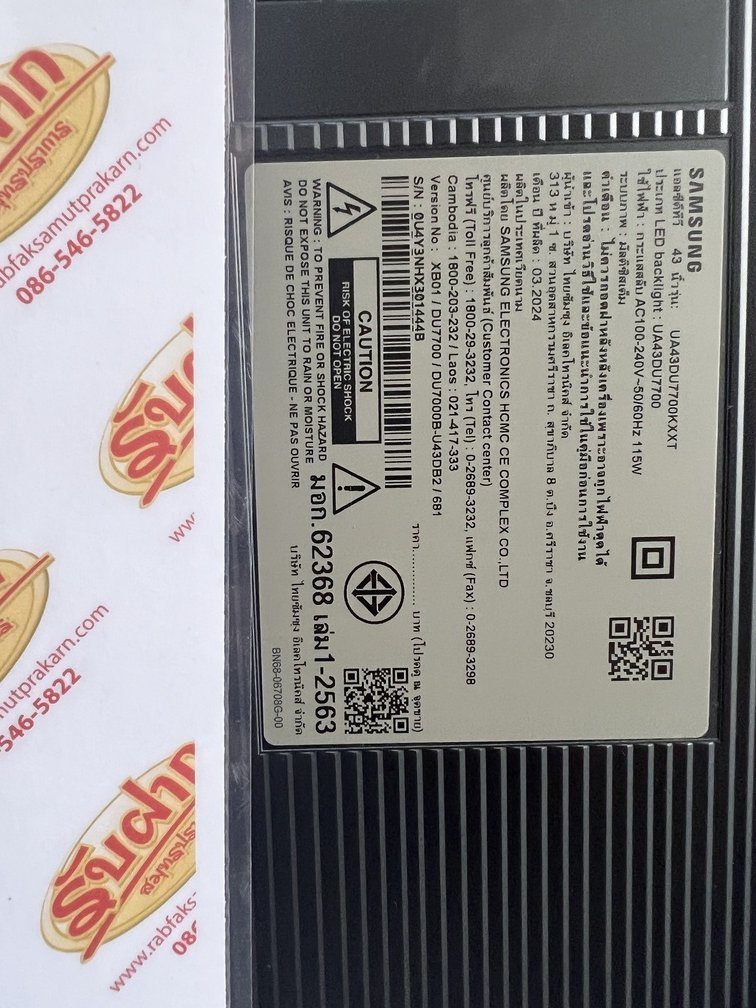 SAMSUNG
แอลซีดีทีวี 43 นิ้ว รุ่น: UA43DU7700KXXT
ประเภท LED backlight : UA43DU7700
ใช้ไฟฟ้า : กระแสสลับ AC100-240V~50/60Hz 115W
ระบบภาพ : มัลติซิสเต็ม
คำเตือน : ไม่ควรถอดฝาหลังเครื่องเพราะอาจถูกไฟฟ้าดูดได้
และโปรดอ่านวิธีใช้และข้อแนะนำการใช้ในคู่มือก่อนการใช้งาน
ผู้นำเข้า : บริษัท ไทยซัมซุง อิเลคโทรนิคส์ จำกัด
313 หมู่ 1 ซ. สวนอุตสาหกรรมศรีราชา ถ. สุขาภิบาล 8 ต.บึง อ.ศรีราชา จ.ชลบุรี 20230
เดือน ปี ที่ผลิต : 03.2024
ผลิตในประเทศเวียดนาม
ผลิตโดย SAMSUNG ELECTRONICS HCMC CE COMPLEX CO.,LTD
ศูนย์บริการลูกค้าสัมพันธ์ (Customer Contact center)
โทรฟรี (Toll Free) : 1800-29-3232, โทร (Tel) : 0-2689-3232, แฟกซ์ (Fax) : 0-2689-3298
Cambodia : 1800-203-232 / Laos : 021-417-333
Version No : XB01 / DU7700 / DU7000B-U43DB2 / 681
S/N : 0U4Y3NHX301444B
ราคา.............. บาท (โปรดดู ณ จุดขาย)
CAUTION
RISK OF ELECTRIC SHOCK
DO NOT OPEN
WARNING : TO PREVENT FIRE OR SHOCK HAZARD
DO NOT EXPOSE THIS UNIT TO RAIN OR MOISTURE
AVIS : RISQUE DE CHOC ELECTRIQUE - NE PAS OUVRIR
มอก.62368 เล่ม1-2563
บริษัท ไทยซัมซุง อิเลคโทรนิคส์ จำกัด
BN68-06708G-00
รับฝาก
www.rabfaks
086-546-5822
abfaksamutprakarn.com
mutprakarn.com
546-5822